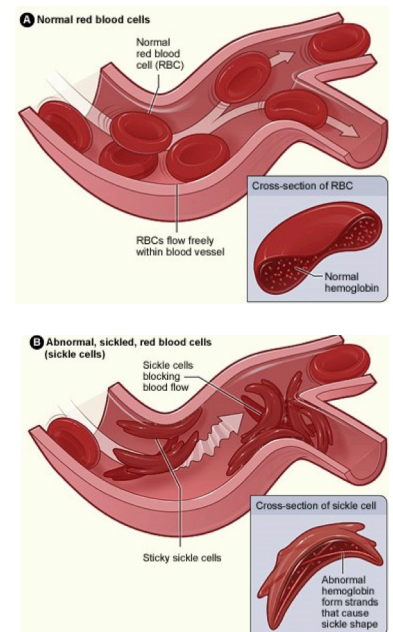 A Normal red blood cells
Normal
red blood
cell (RBC)
RBCs flow freely
within blood vessel
Cross-section of RBC
Normal
hemoglobin
B Abnormal, sickled, red blood cells
(sickle cells)
Sickle cells
blocking
blood flow
Sticky sickle cells
Cross-section of sickle cell
Abnormal
hemoglobin
form strands
that cause
sickle shape